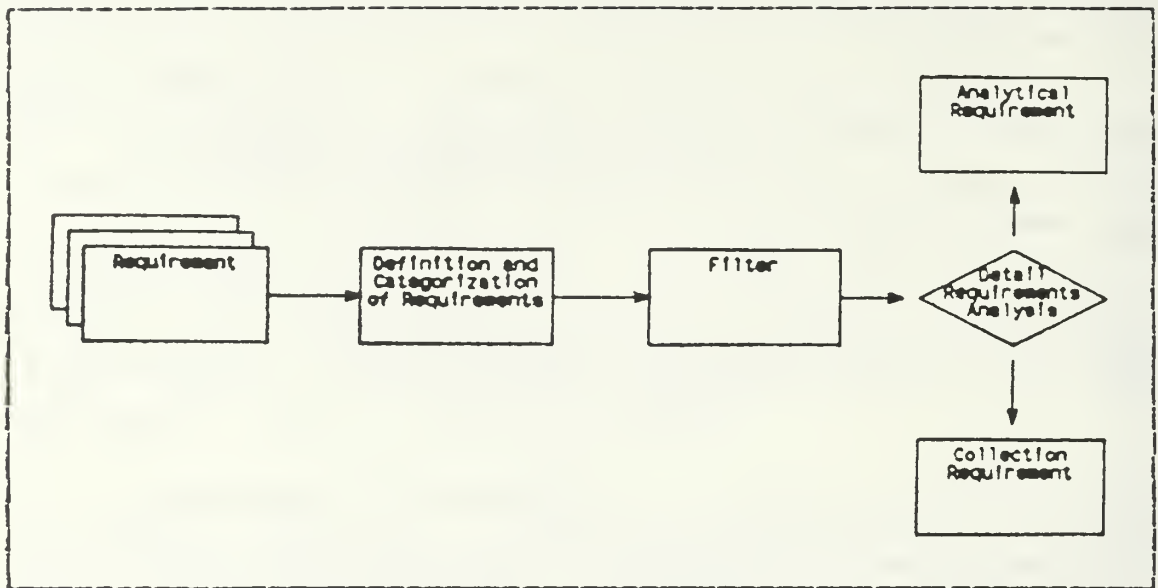 Requirement
Definition and
Categorization
of Requirements
Filter
Analytical
Requirement
Detail
Requirements
Analysis
Collection
Requirement